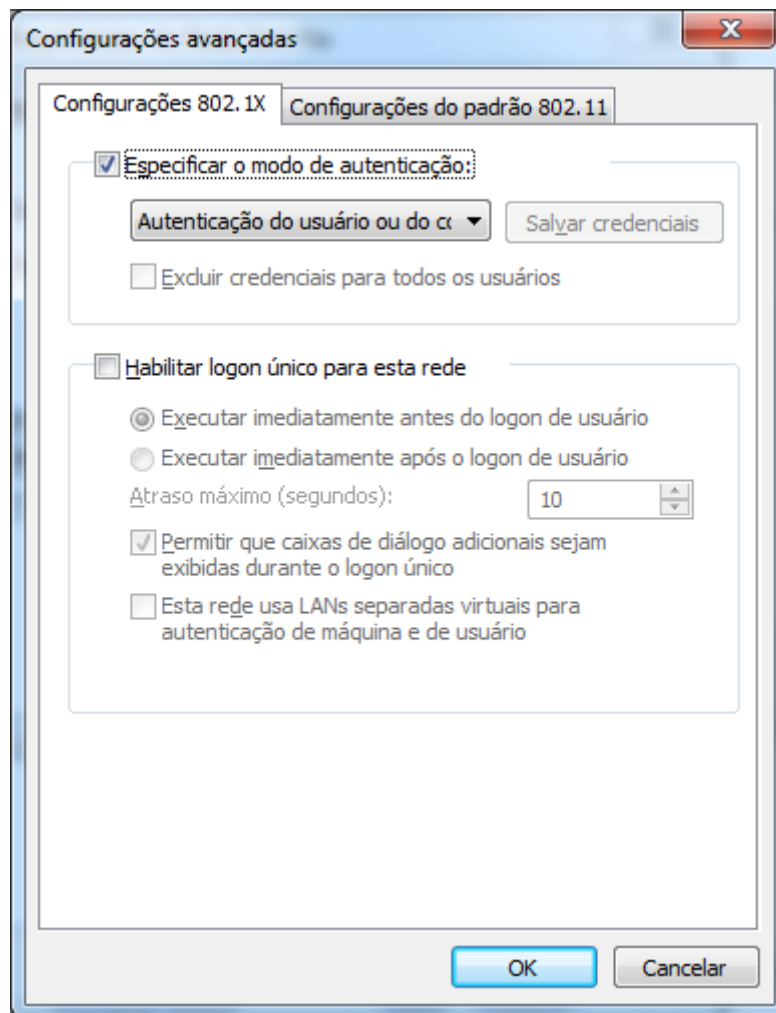 Configurações avançadas
Configurações 802.1X
Configurações do padrão 802.11
Especificar o modo de autenticação:
Autenticação do usuário ou do
Salvar credenciais
Excluir credenciais para todos os usuários
Habilitar logon único para esta rede
Executar imediatamente antes do logon de usuário
Executar imediatamente após o logon de usuário
Atraso máximo (segundos):
10
Permitir que caixas de diálogo adicionais sejam
exibidas durante o logon único
Esta rede usa LANs separadas virtuais para
autenticação de máquina e de usuário
OK
Cancelar